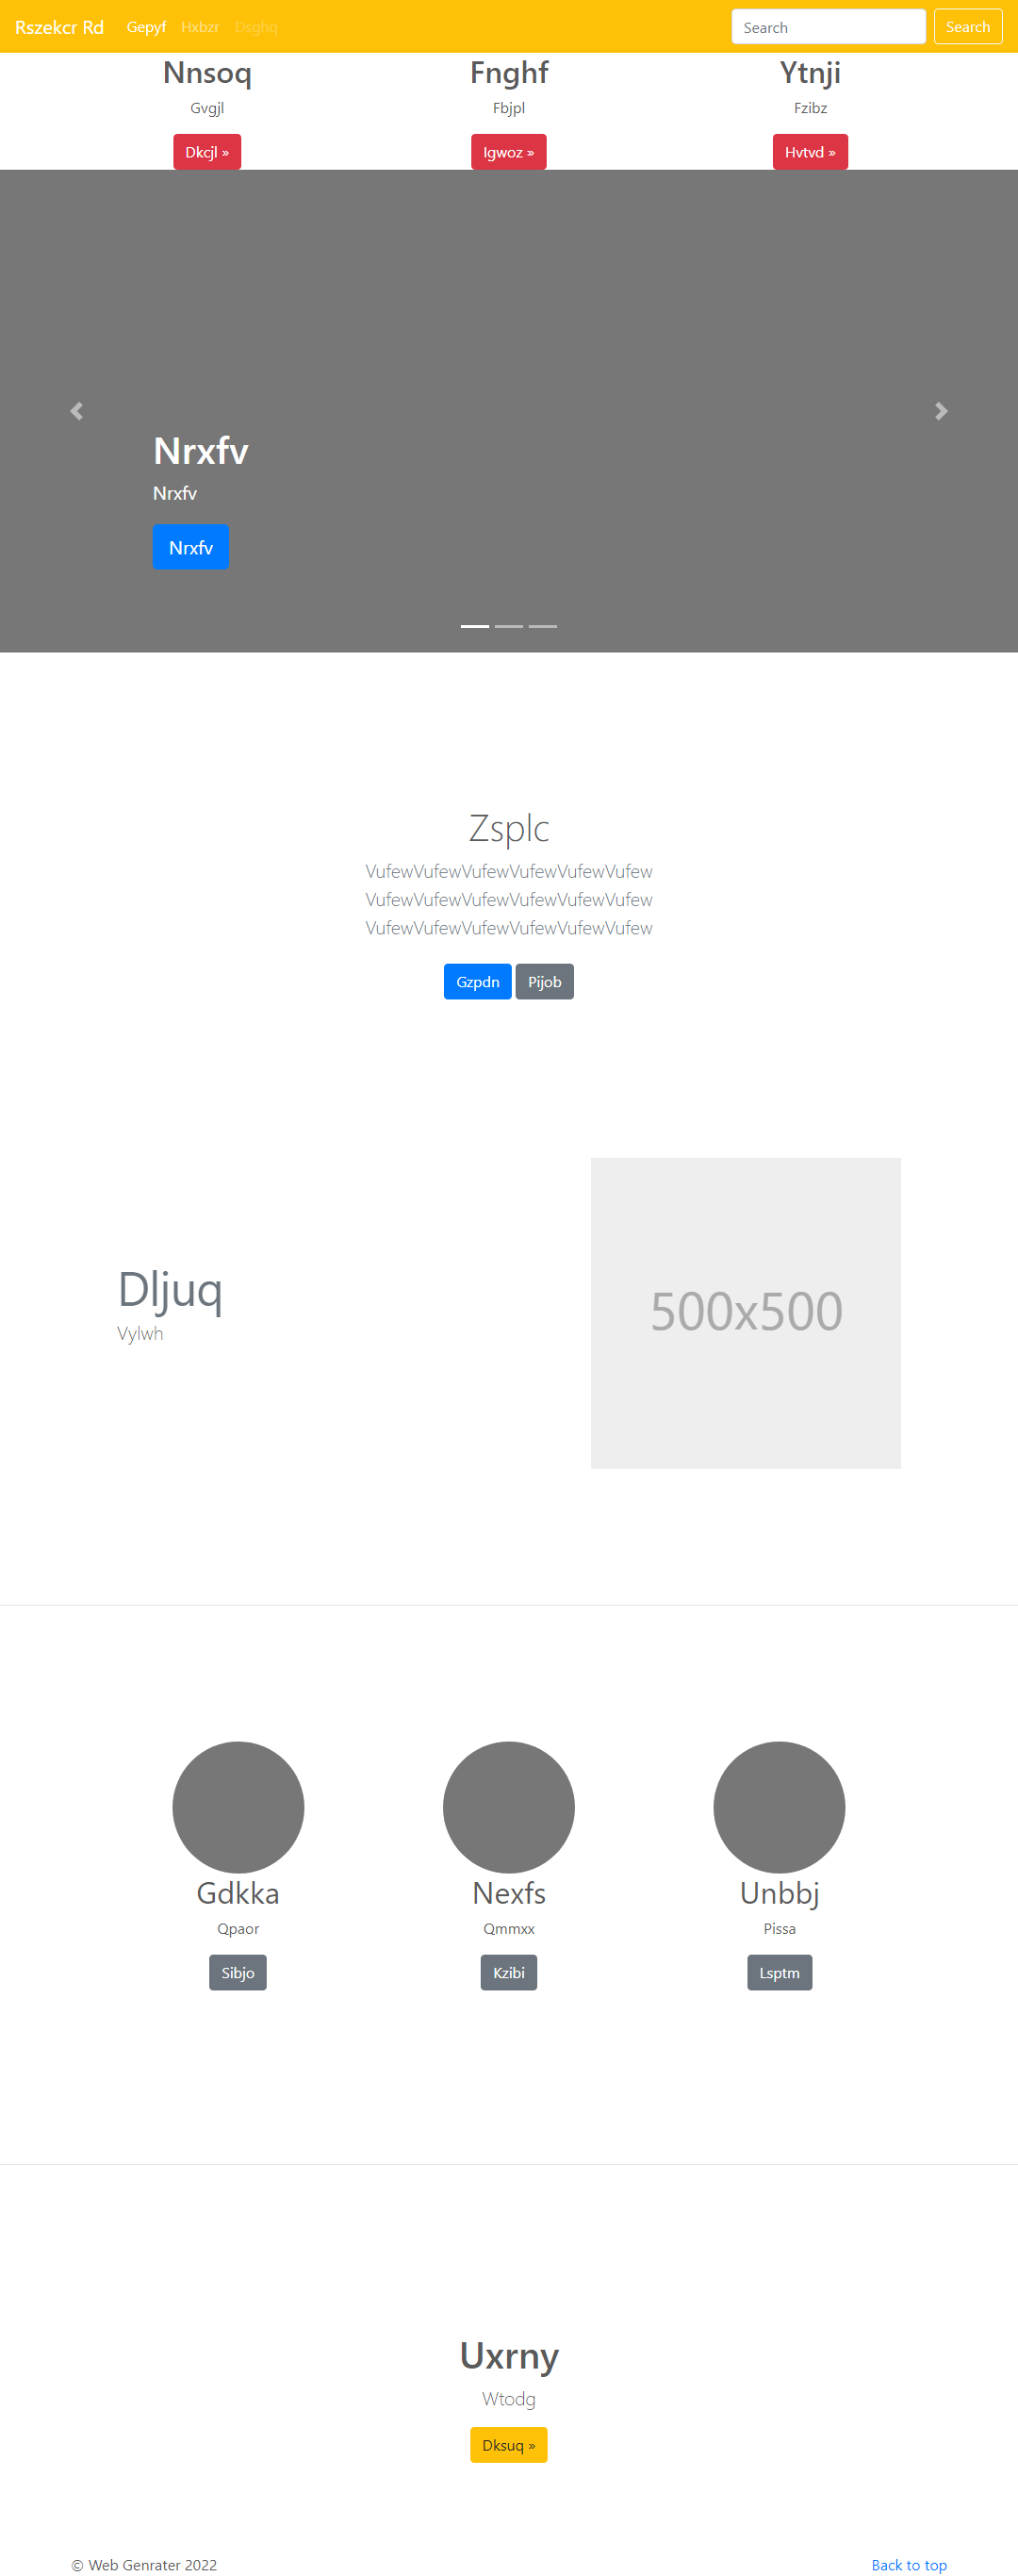 Rszekcr Rd Gepyf Hxbzr Dsghq Search Search
Nnsoq Fnghf Ytnji
Gvgjl Fbjpl Fzibz
Dkcjl » Igwoz » Hvtvd »
Nrxfv
Nrxfv
Nrxfv
Zsplc
VufewVufewVufewVufewVufewVufew
VufewVufewVufewVufewVufewVufew
VufewVufewVufewVufewVufewVufew
Gzpdn Pijob
Dljuq
Vylwh
500x500
Gdkka Nexfs Unbbj
Qpaor Qmmxx Pissa
Sibjo Kzibi Lsptm
Uxrny
Wtodg
Dksuq »
© Web Genrater 2022 Back to top